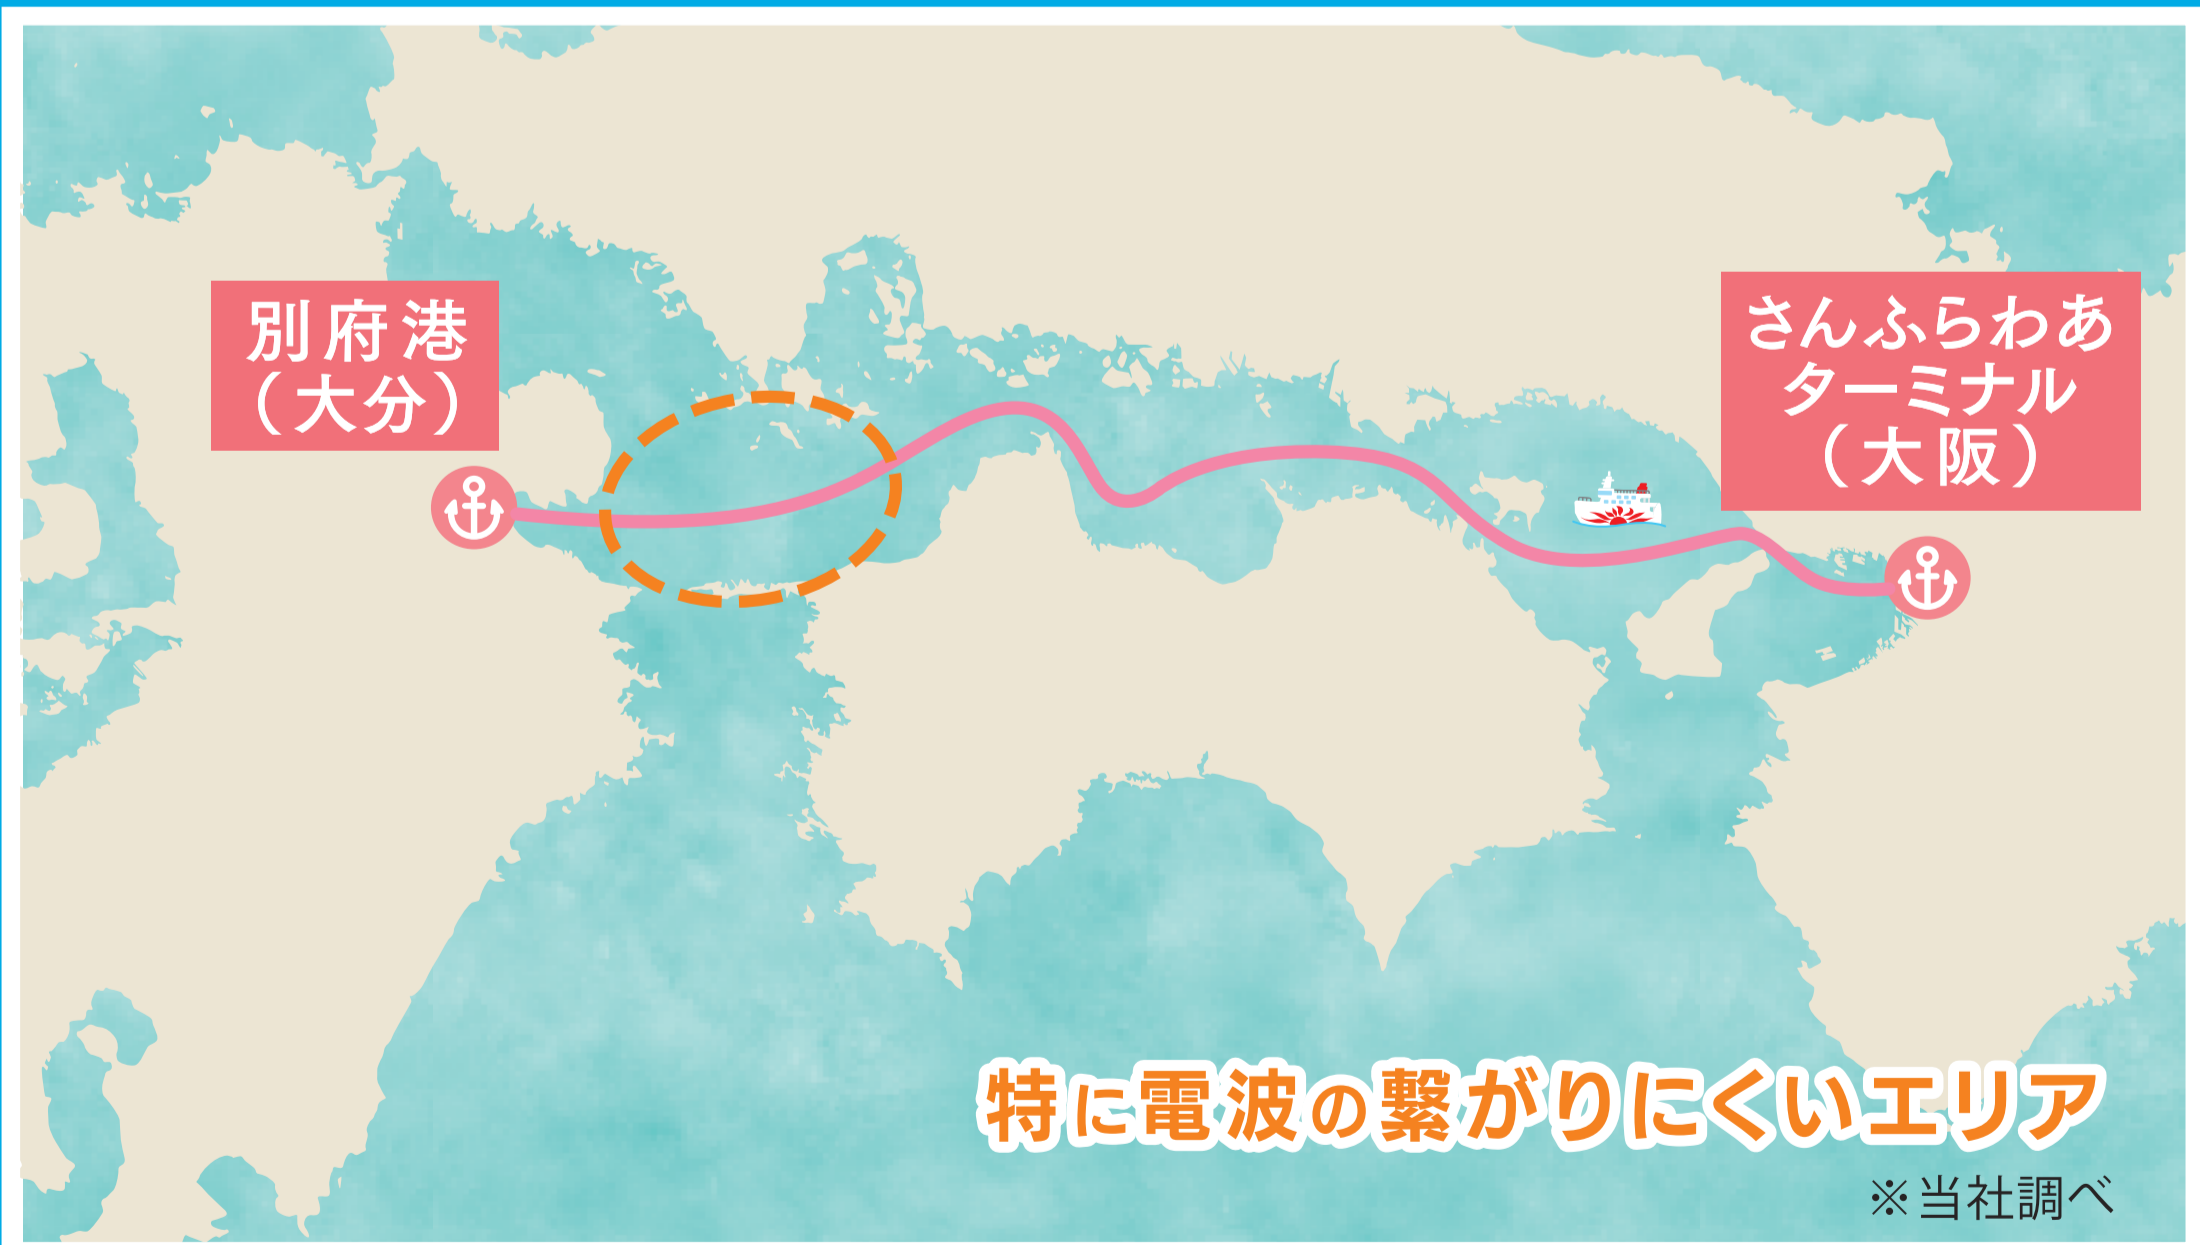 別府港
（大分）
さんふらわあ
ターミナル
（大阪）
特に電波の繋がりにくいエリア
※当社調べ